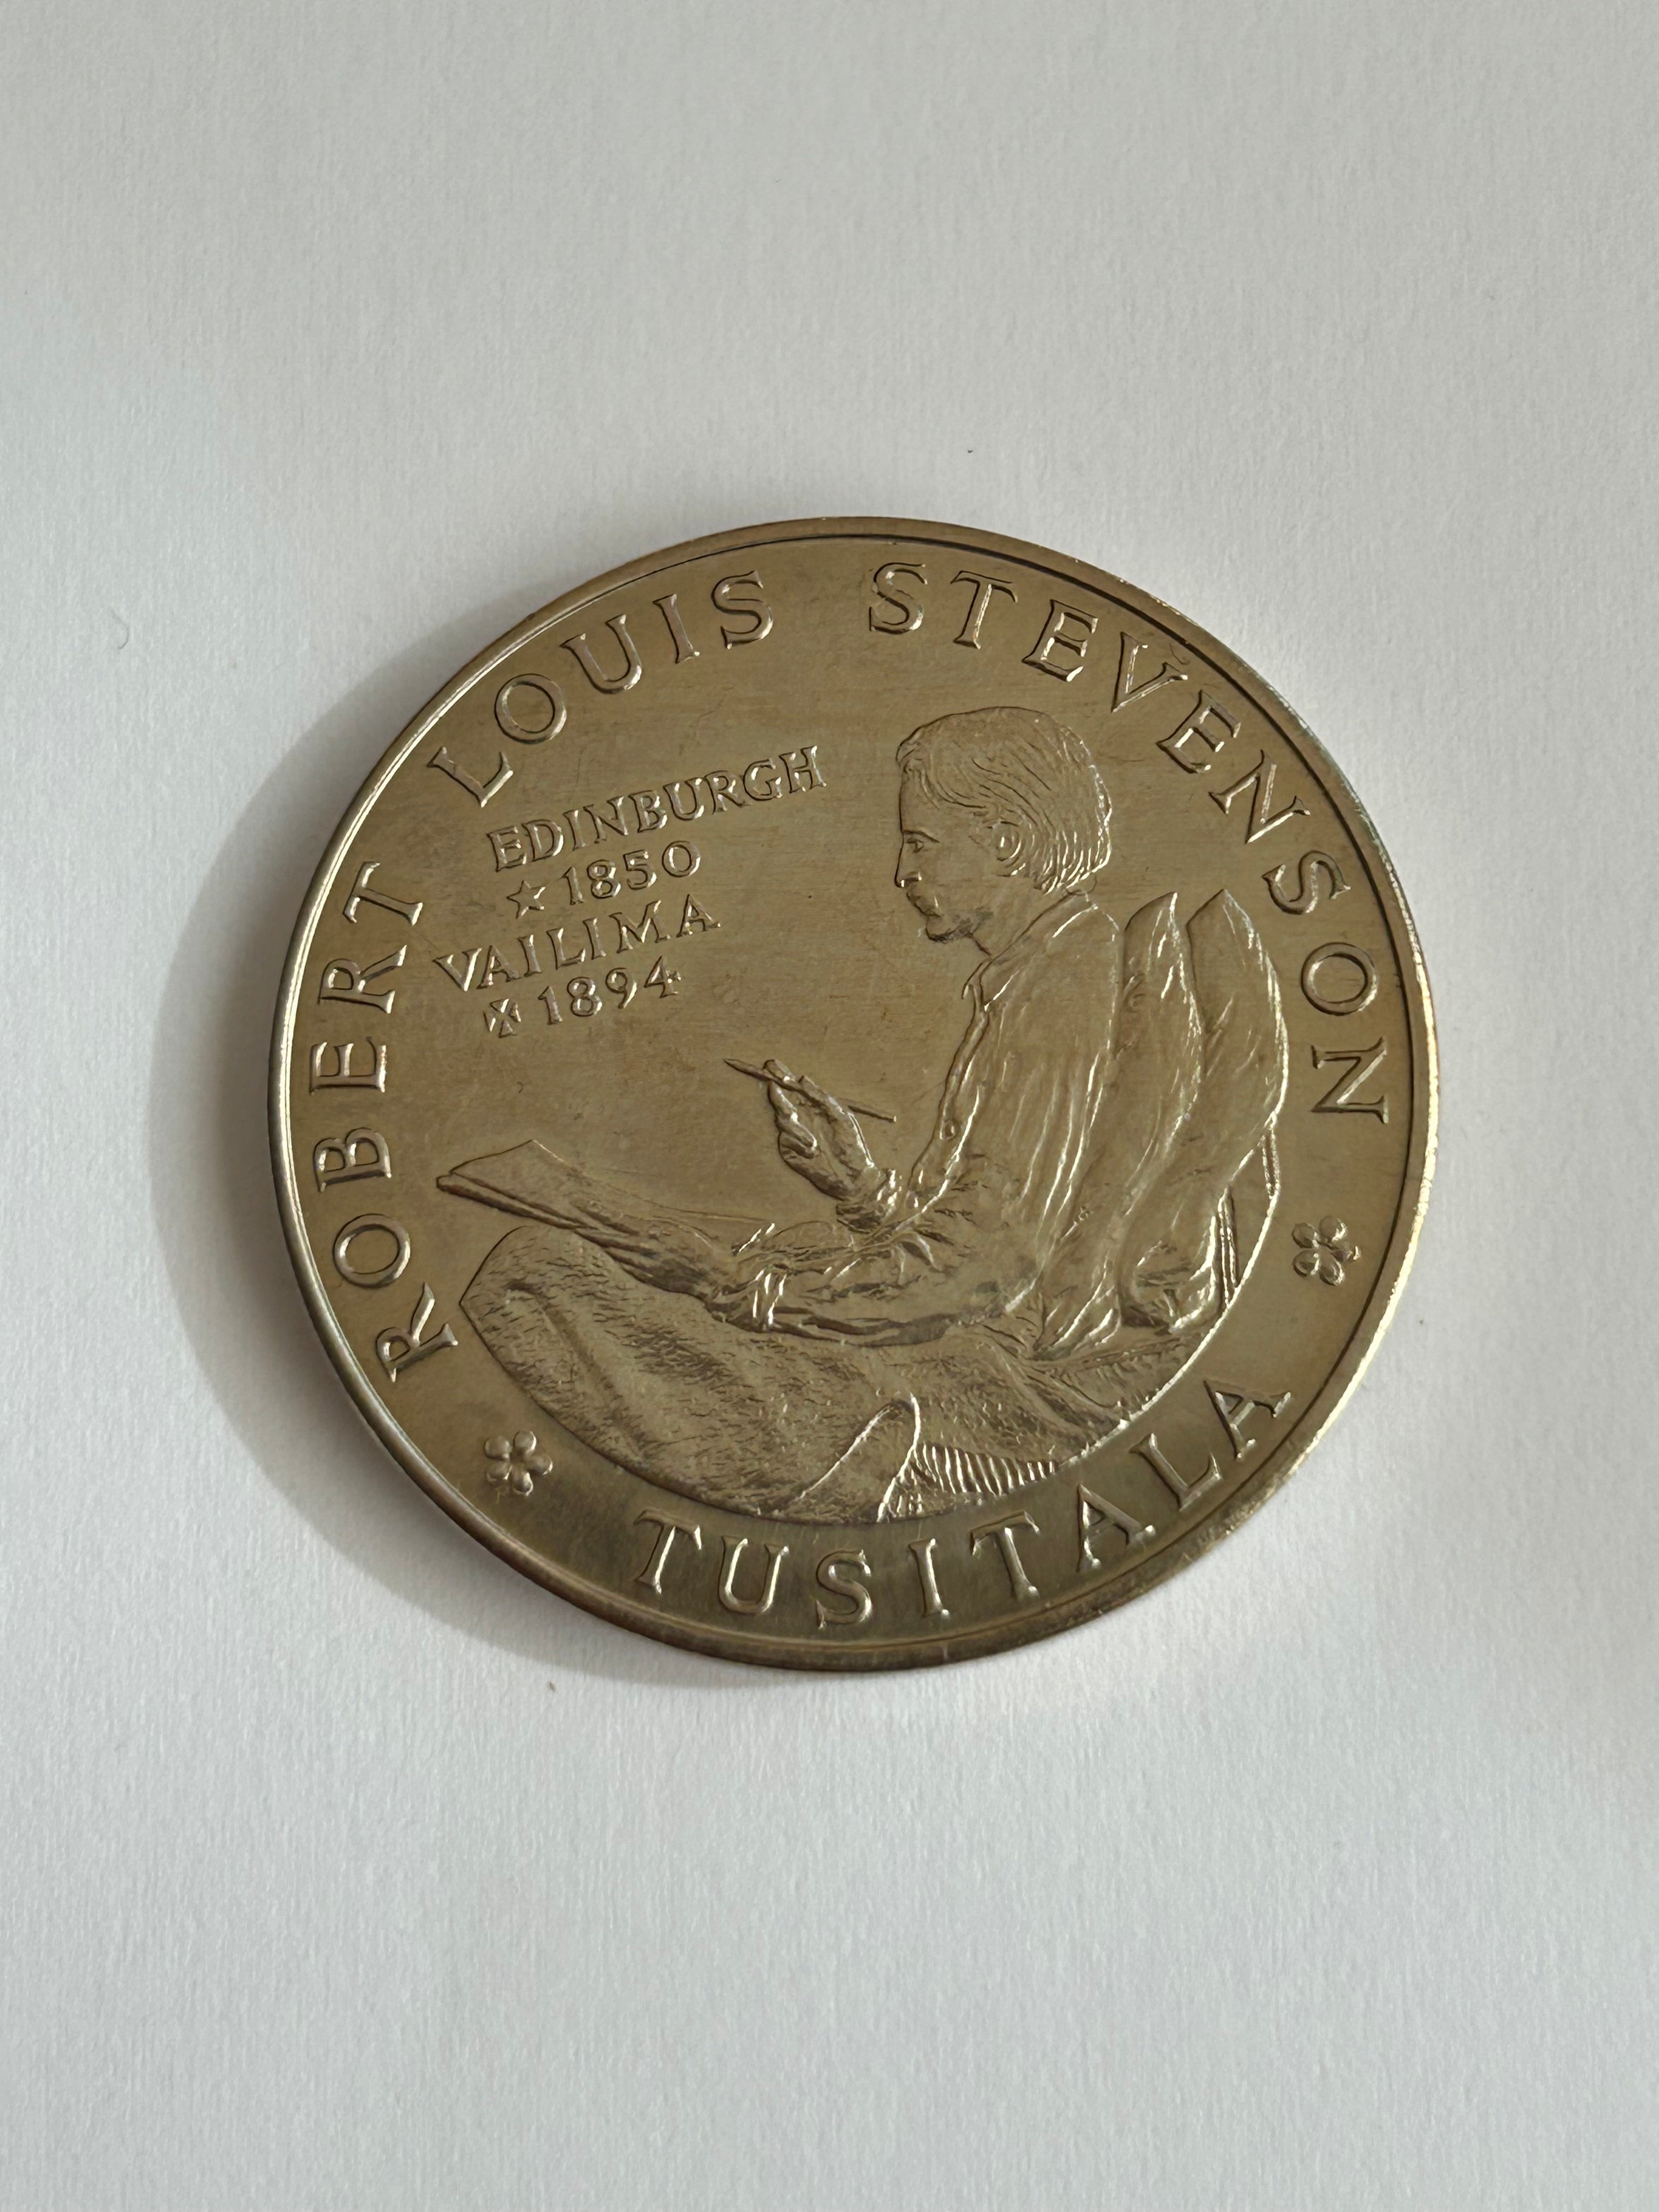 ROBERT LOUIS STEVENSON
EDINBURGH
★1850
VAILIMA
✠1894
TUSITALA